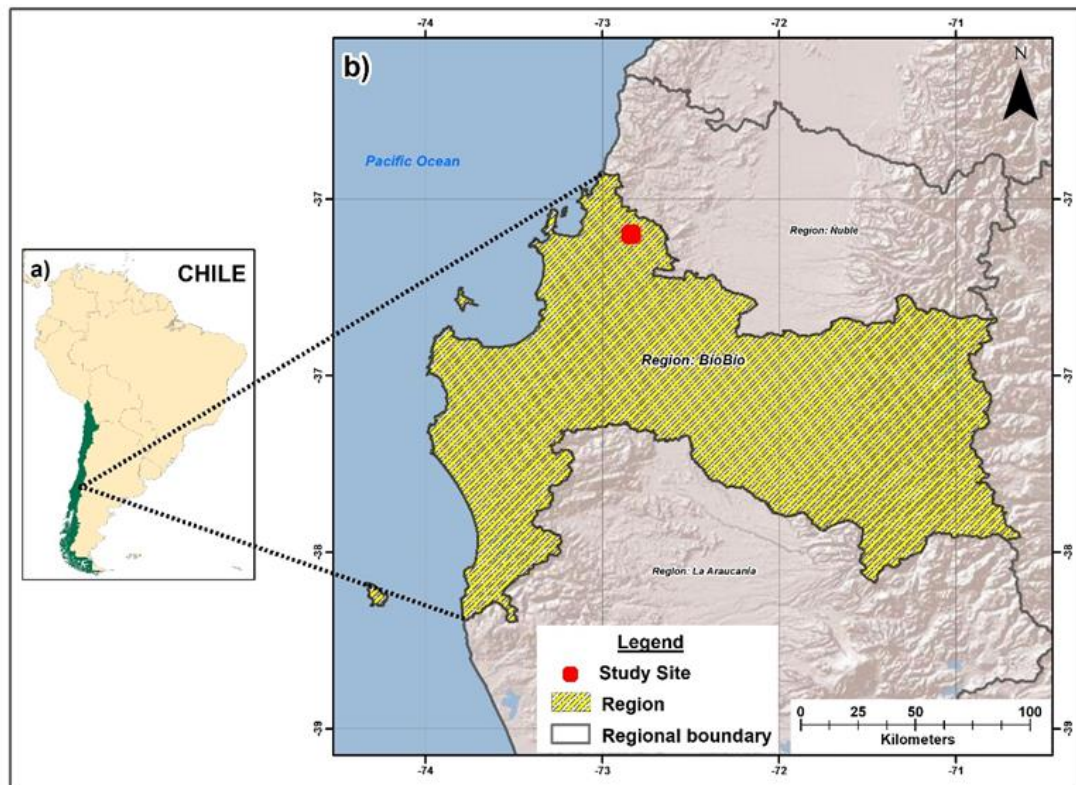 a)
CHILE
b)
-74
-73
-72
-71
N
Pacific Ocean
-37
-37
Region: Ñuble
-37
-37
Region: BíoBío
-38
-38
Region: La Araucanía
-39
-39
Legend
Study Site
Region
Regional boundary
0 25 50 100
Kilometers
-74
-73
-72
-71